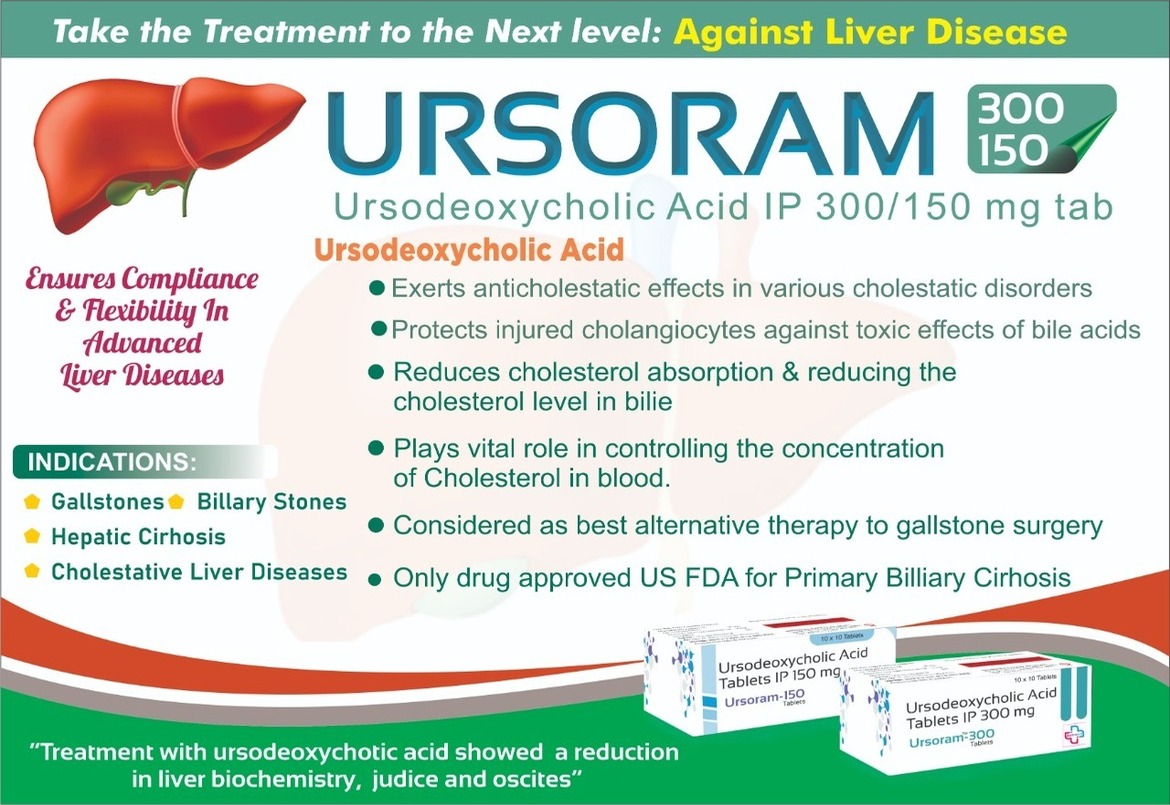 Take the Treatment to the Next level: Against Liver Disease
URSORAM
300
150
Ursodeoxycholic Acid IP 300/150 mg tab
Ursodeoxycholic Acid
Ensures Compliance
& Flexibility In
Advanced
Liver Diseases
Exerts anticholestatic effects in various cholestatic disorders
Protects injured cholangiocytes against toxic effects of bile acids
Reduces cholesterol absorption & reducing the
cholesterol level in bilie
Plays vital role in controlling the concentration
of Cholesterol in blood.
Considered as best alternative therapy to gallstone surgery
Only drug approved US FDA for Primary Billiary Cirhosis
INDICATIONS:
Gallstones Billary Stones
Hepatic Cirhosis
Cholestative Liver Diseases
10 x 10 Tablets
Ursodeoxycholic Acid
Tablets IP 150 mg
Ursoram-150
Tablets
10 x 10 Tablets
Ursodeoxycholic Acid
Tablets IP 300 mg
Ursoram™-300
Tablets
"Treatment with ursodeoxychotic acid showed a reduction
in liver biochemistry, judice and oscites"